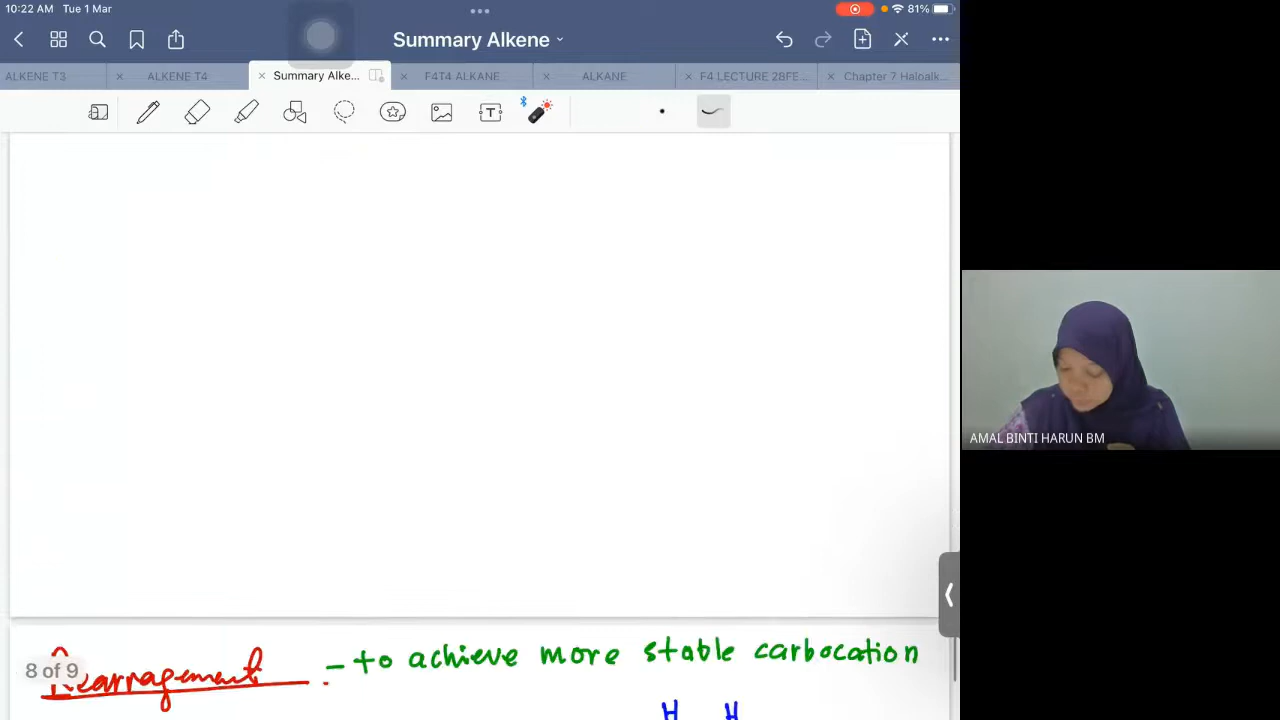 10:22 AM Tue 1 Mar
81%
Summary Alkene
ALKENE T3
ALKENE T4
Summary Alke...
F4T4 ALKANE
ALKANE
F4 LECTURE 28FE...
Chapter 7 Haloalk...
T
AMAL BINTI HARUN BM
Rearragement - to achieve more stable carbocation
8 of 9
H H